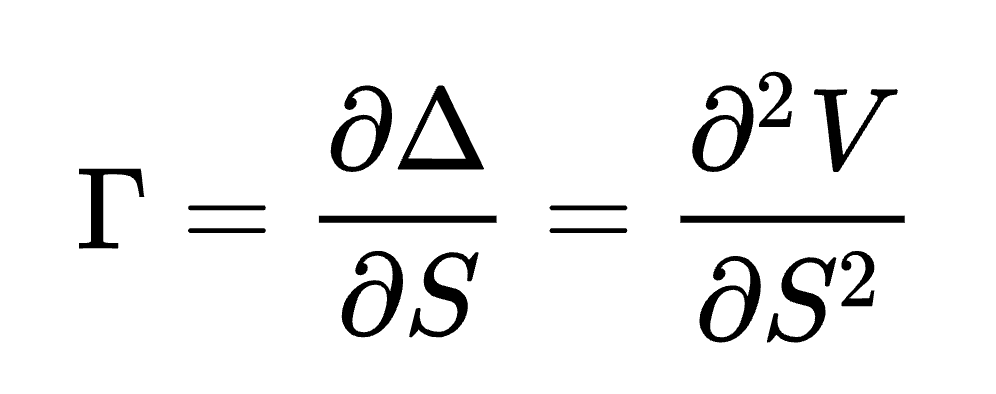 Γ = ∂Δ/∂S = ∂²V/∂S²